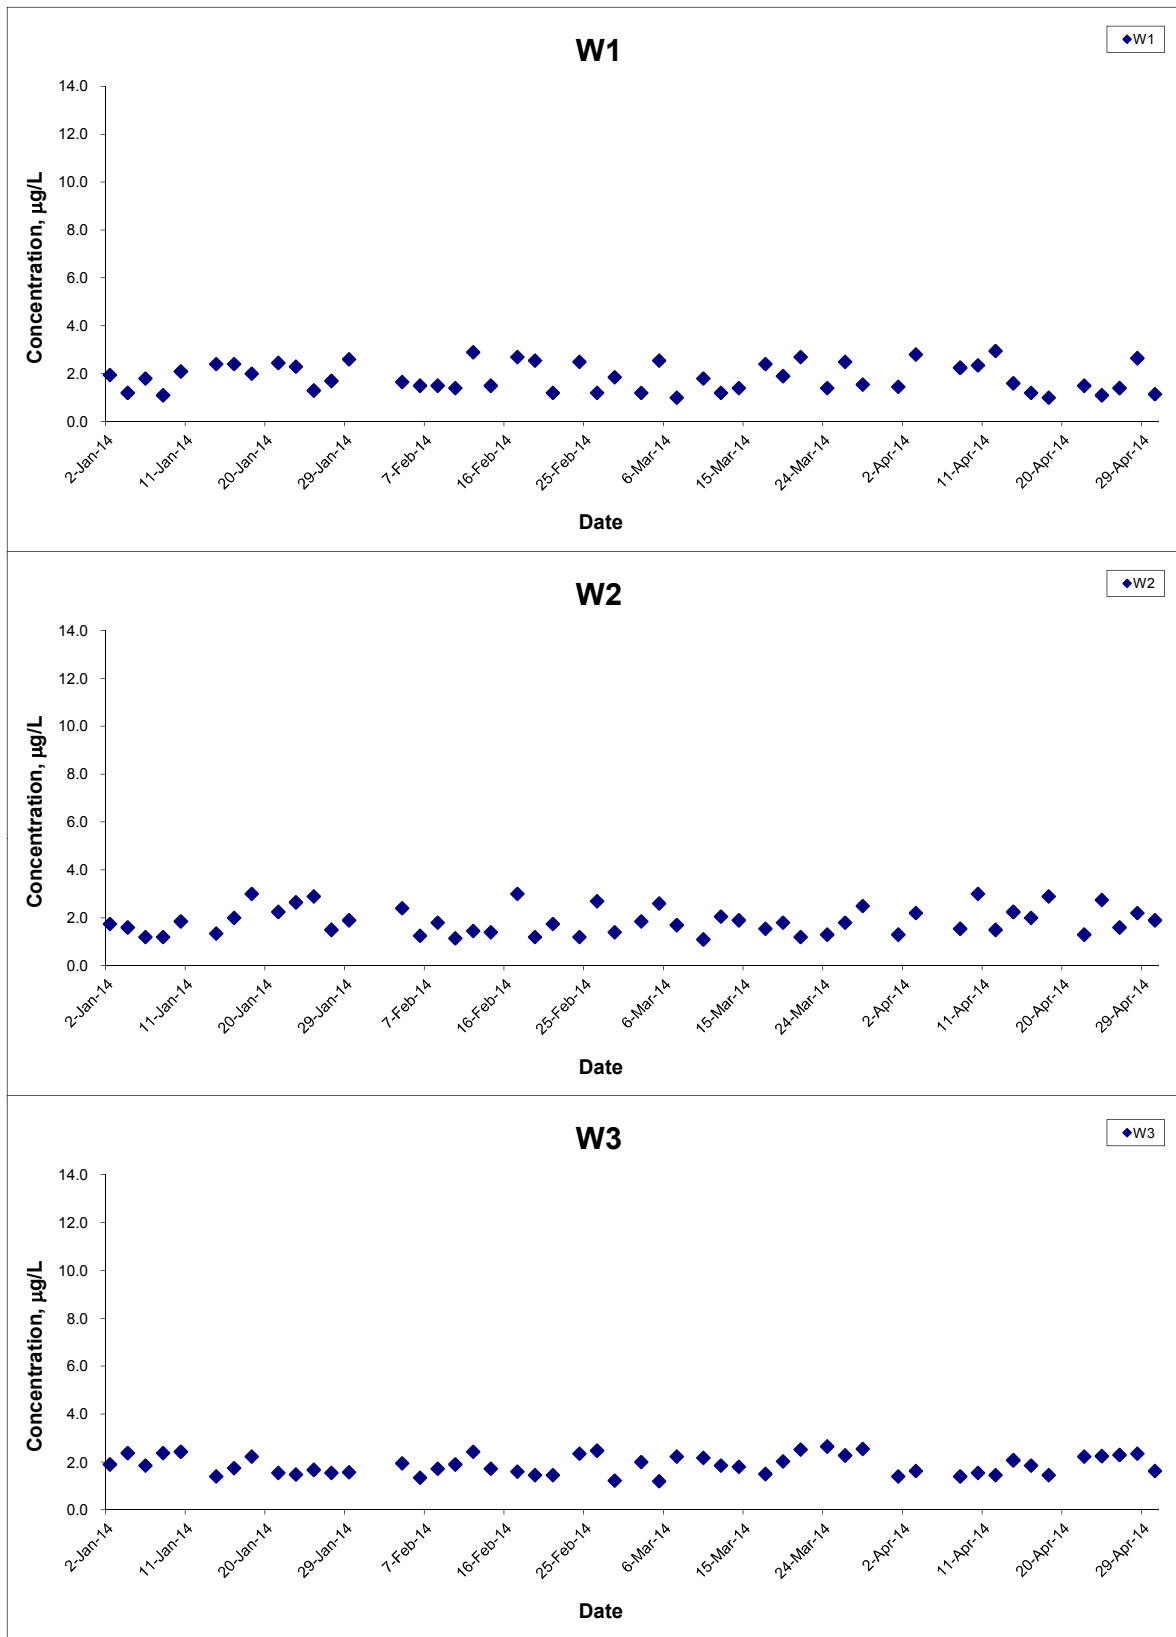 W1
W1
14.0
12.0
10.0
8.0
6.0
4.0
2.0
0.0
Concentration, µg/L
2-Jan-14
11-Jan-14
20-Jan-14
29-Jan-14
7-Feb-14
16-Feb-14
25-Feb-14
6-Mar-14
15-Mar-14
24-Mar-14
2-Apr-14
11-Apr-14
20-Apr-14
29-Apr-14
Date
W2
W2
14.0
12.0
10.0
8.0
6.0
4.0
2.0
0.0
Concentration, µg/L
2-Jan-14
11-Jan-14
20-Jan-14
29-Jan-14
7-Feb-14
16-Feb-14
25-Feb-14
6-Mar-14
15-Mar-14
24-Mar-14
2-Apr-14
11-Apr-14
20-Apr-14
29-Apr-14
Date
W3
W3
14.0
12.0
10.0
8.0
6.0
4.0
2.0
0.0
Concentration, µg/L
2-Jan-14
11-Jan-14
20-Jan-14
29-Jan-14
7-Feb-14
16-Feb-14
25-Feb-14
6-Mar-14
15-Mar-14
24-Mar-14
2-Apr-14
11-Apr-14
20-Apr-14
29-Apr-14
Date